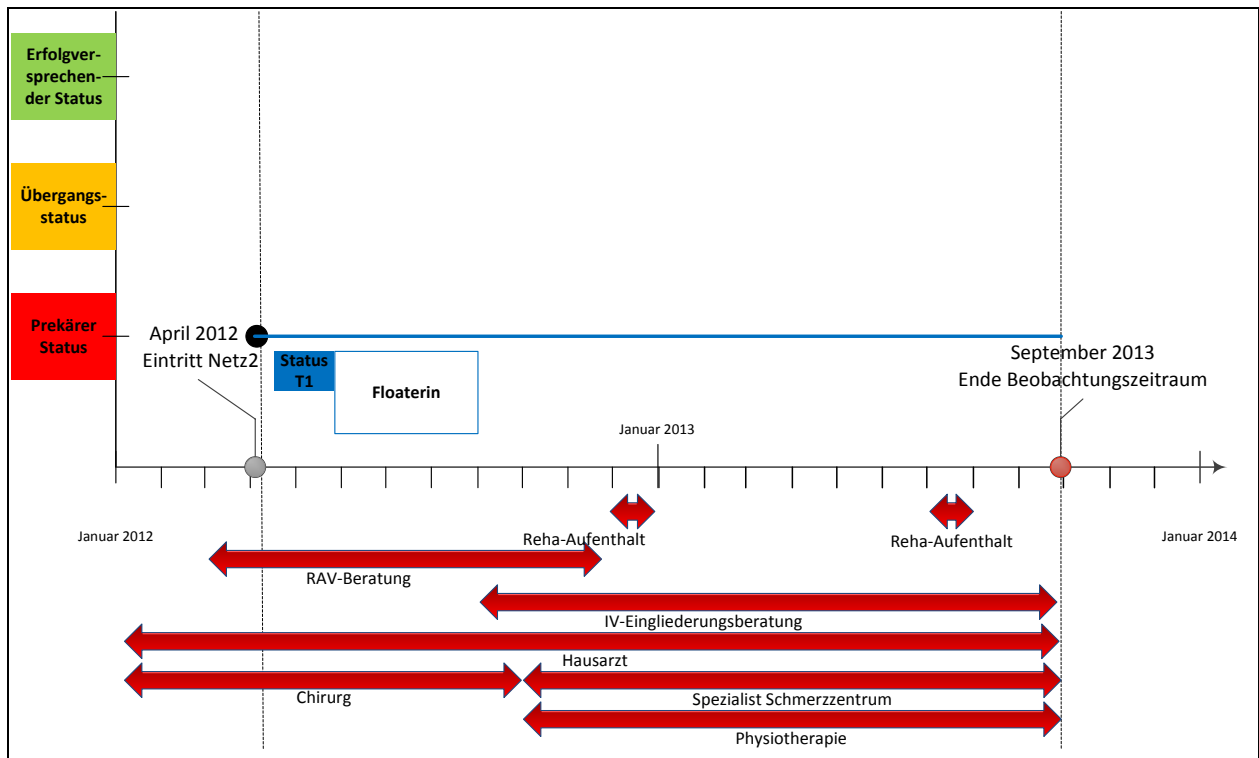 Erfolgver-
sprechen-
der Status
Übergangs-
status
Prekärer
Status
April 2012
Eintritt Netz2
Status
T1
Floaterin
September 2013
Ende Beobachtungszeitraum
Januar 2013
Januar 2012
Januar 2014
Reha-Aufenthalt
Reha-Aufenthalt
RAV-Beratung
IV-Eingliederungsberatung
Hausarzt
Chirurg
Spezialist Schmerzzentrum
Physiotherapie